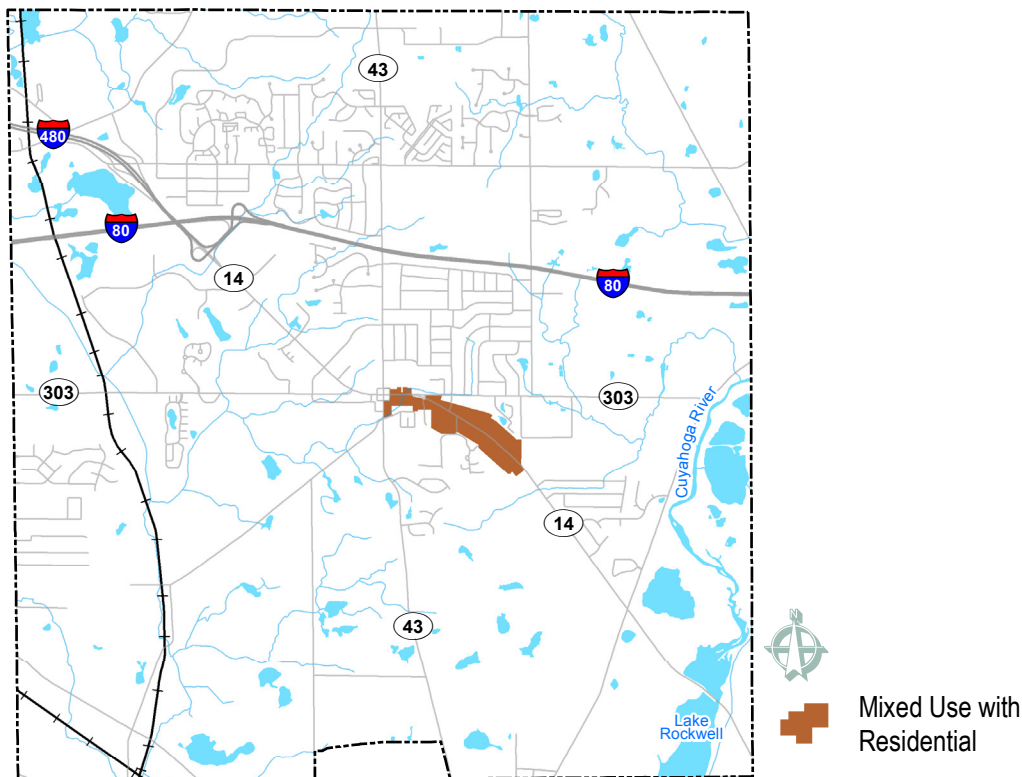 43
480
80
14
80
303
303
Cuyahoga River
14
43
Lake
Rockwell
N
Mixed Use with
Residential